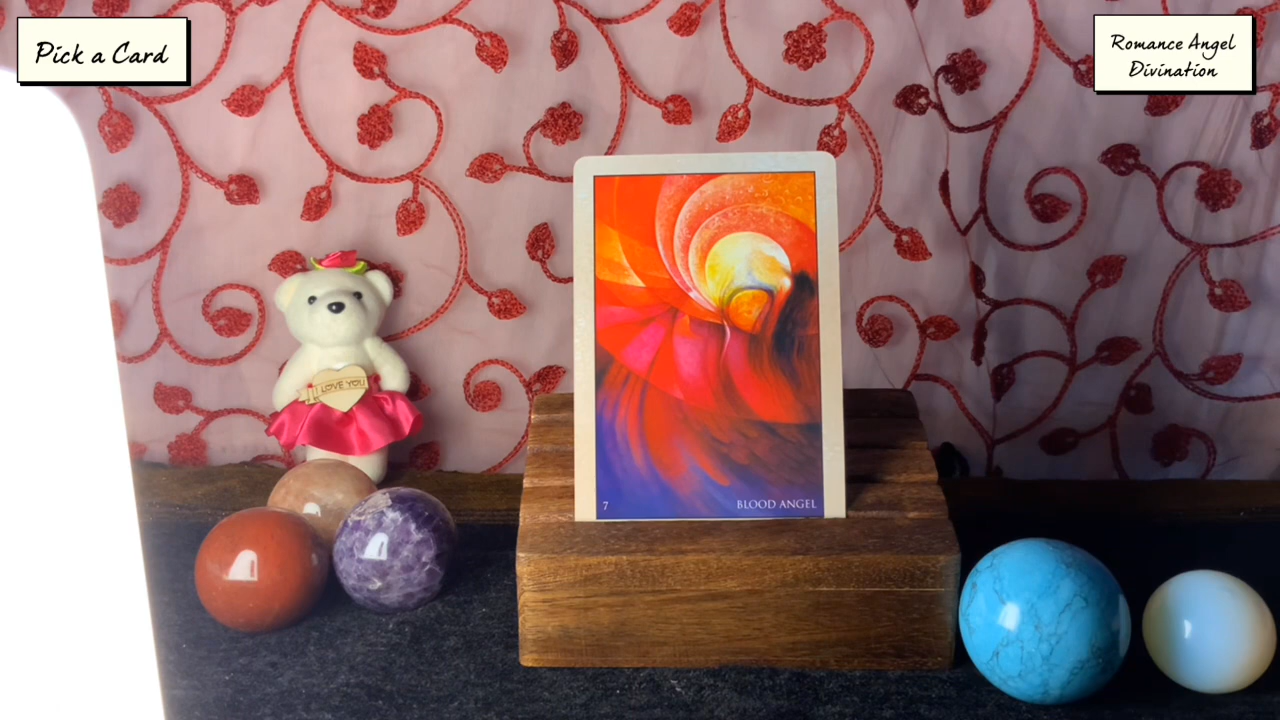 Pick a Card
Romance Angel
Divination
I LOVE YOU
7
BLOOD ANGEL